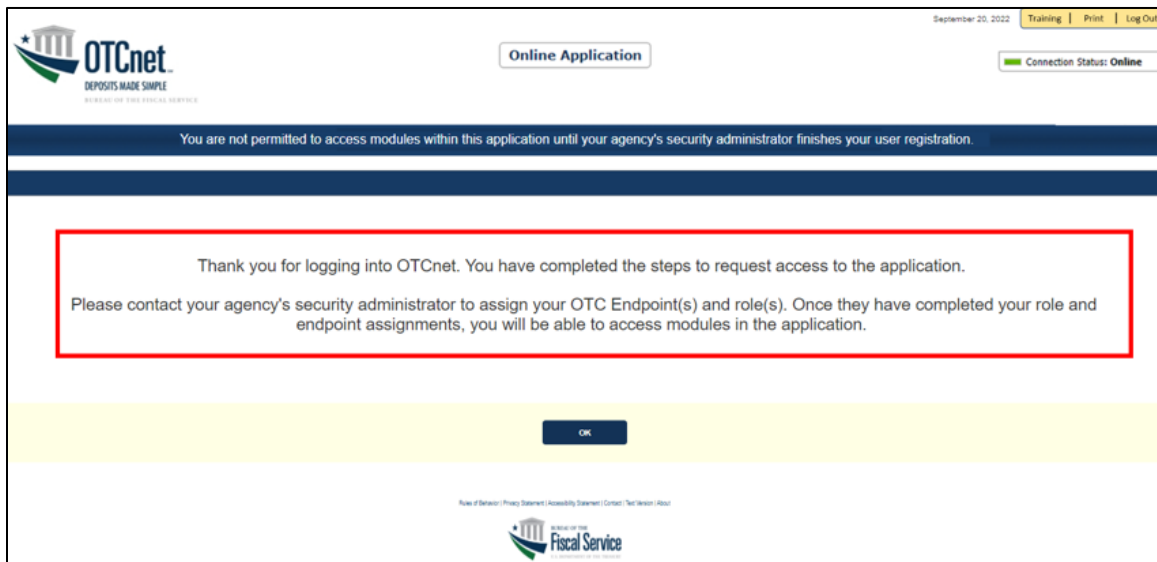 September 20, 2022
Training | Print | Log Out
OTCnet
DEPOSITS MADE SIMPLE
BUREAU OF THE FISCAL SERVICE
Online Application
Connection Status: Online
You are not permitted to access modules within this application until your agency's security administrator finishes your user registration.
Thank you for logging into OTCnet. You have completed the steps to request access to the application.
Please contact your agency's security administrator to assign your OTC Endpoint(s) and role(s). Once they have completed your role and
endpoint assignments, you will be able to access modules in the application.
OK
Rules of Behavior | Privacy Statement | Accessibility Statement | Contact | Text Version | About
BUREAU OF THE
Fiscal Service
U.S. DEPARTMENT OF THE TREASURY